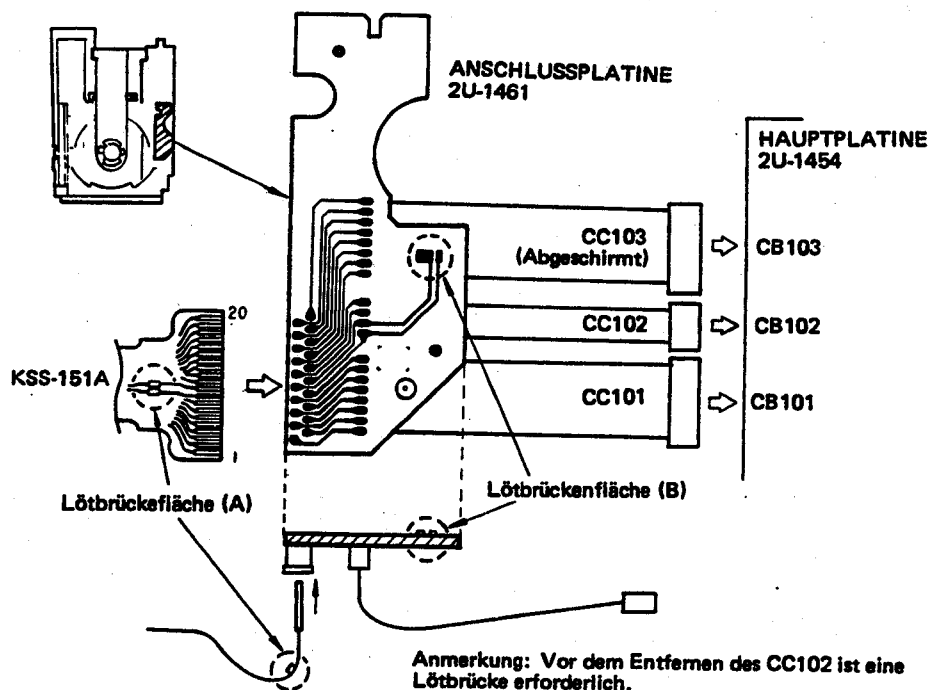 ANSCHLUSSPLATINE
2U-1461
HAUPTPLATINE
2U-1454
CC103
(Abgeschirmt)
CB103
CC102
CB102
CC101
CB101
20
KSS-151A
1
Lötbrückefläche (A)
Lötbrückenfläche (B)
Anmerkung: Vor dem Entfernen des CC102 ist eine
Lötbrücke erforderlich.